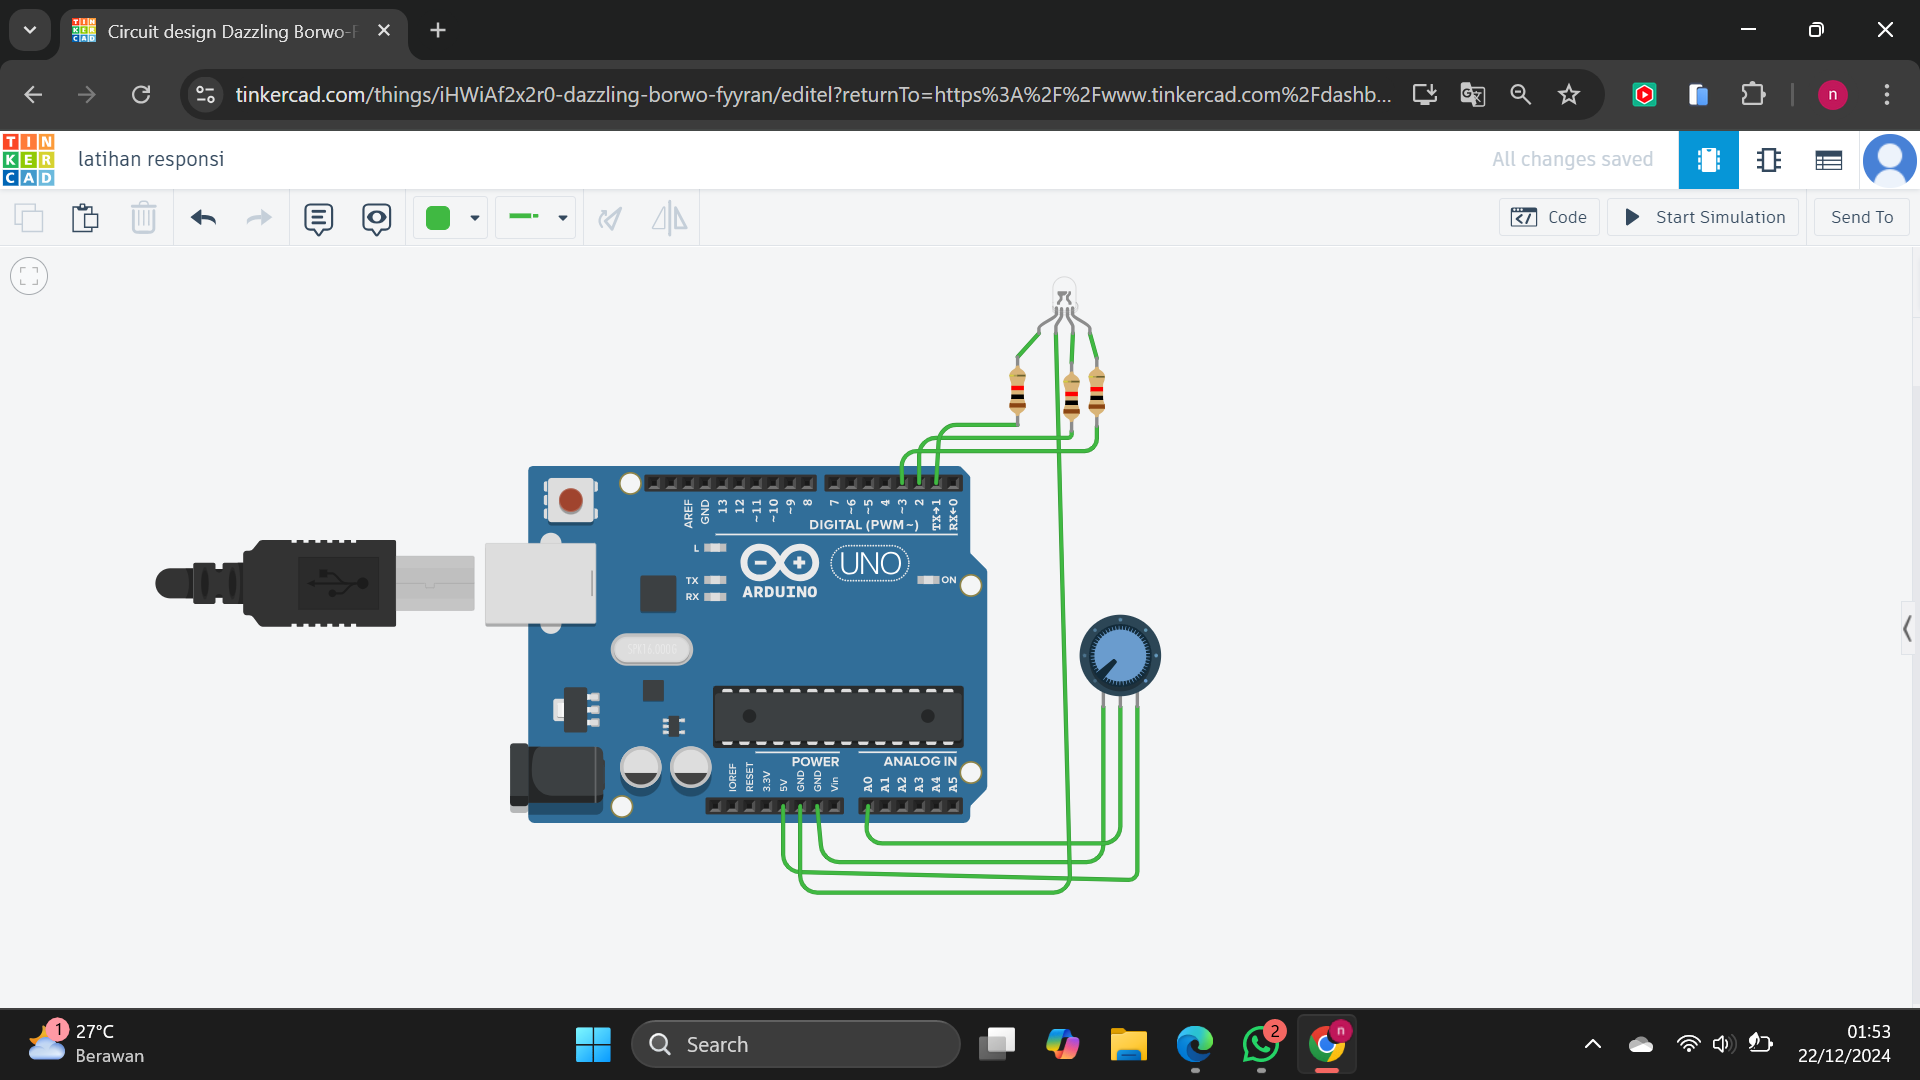 Circuit design Dazzling Borwo-F
tinkercad.com/things/iHWiAf2x2r0-dazzling-borwo-fyyran/editel?returnTo=https%3A%2F%2Fwww.tinkercad.com%2Fdashb...
n
TIN
KER
CAD
latihan responsi
All changes saved
Code
Start Simulation
Send To
AREF
GND
13
12
~11
~10
~9
8
7
~6
~5
4
~3
2
TX→1
RX←0
DIGITAL (PWM~)
L
TX
RX
ARDUINO
UNO
ON
POWER
ANALOG IN
IOREF
RESET
3.3V
5V
GND
GND
Vin
A0
A1
A2
A3
A4
A5
1
27°C
Berawan
Search
2
n
01:53
22/12/2024